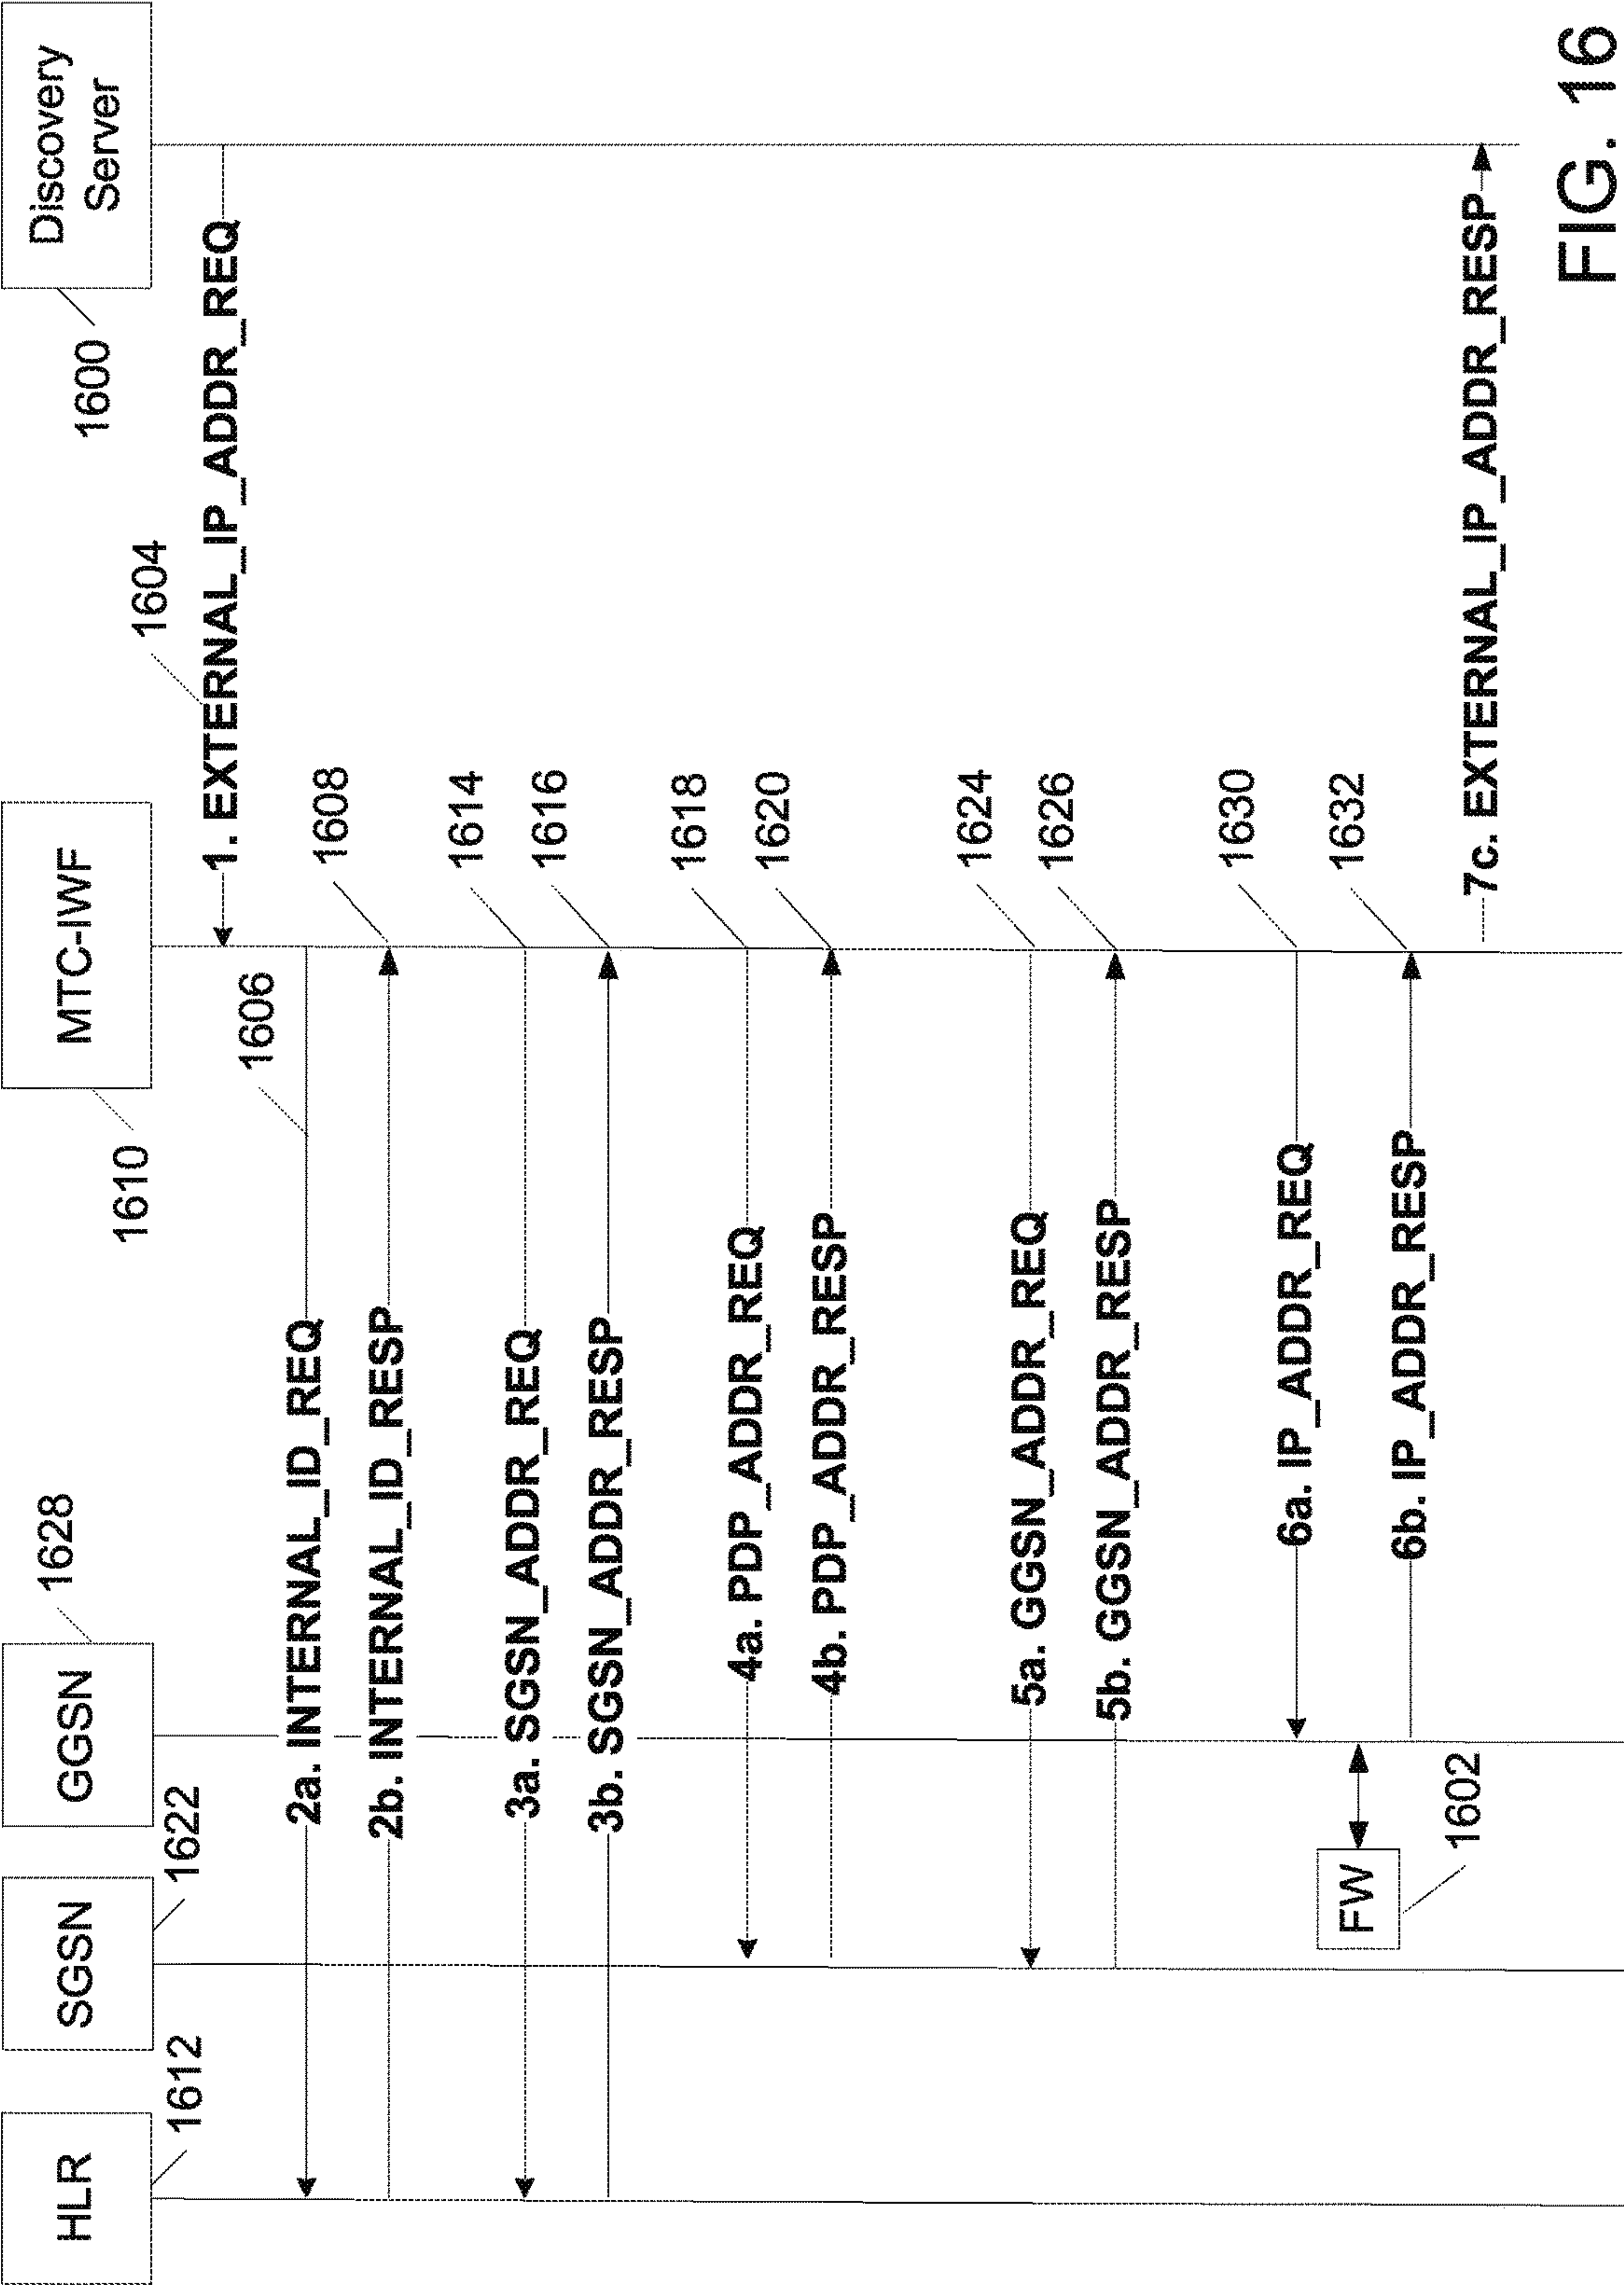 HLR
SGSN
GGSN
MTC-IWF
Discovery
Server
1612
1622
1628
1610
1600
1604
1. EXTERNAL_IP_ADDR_REQ
1606
2a. INTERNAL_ID_REQ
1608
2b. INTERNAL_ID_RESP
1614
3a. SGSN_ADDR_REQ
1616
3b. SGSN_ADDR_RESP
1618
4a. PDP_ADDR_REQ
1620
4b. PDP_ADDR_RESP
1624
5a. GGSN_ADDR_REQ
1626
5b. GGSN_ADDR_RESP
1630
6a. IP_ADDR_REQ
FW
1632
6b. IP_ADDR_RESP
1602
7c. EXTERNAL_IP_ADDR_RESP
FIG. 16